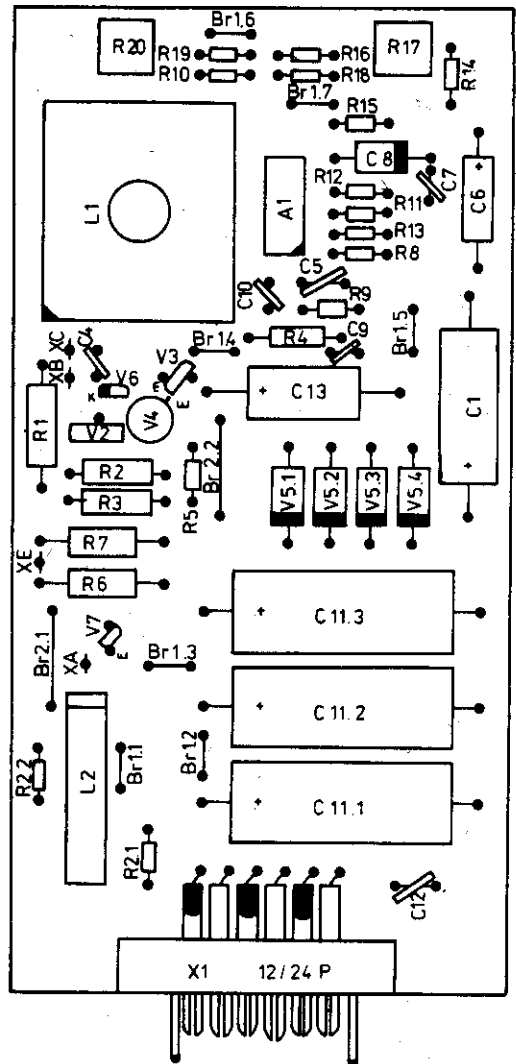 Br1.6
R20
R19
R10
R16
R18
R17
R14
Br1.7
R15
C8
C7
C6
L1
A1
R12
R11
R13
R8
C10
C5
R9
Br1.5
XC
C4
Br1.4
R4
C9
XB
V3
V6
K
E
E
C13
C1
R1
V4
V2
R2
R3
R5
Br2.2
V5.1
V5.2
V5.3
V5.4
R7
XE
R6
Br2.1
V7
E
XA
Br1.3
+
C11.3
+
C11.2
R2.2
L2
Br1.1
Br1.2
+
C11.1
R2.1
C12
X1 12/24 P
+
+